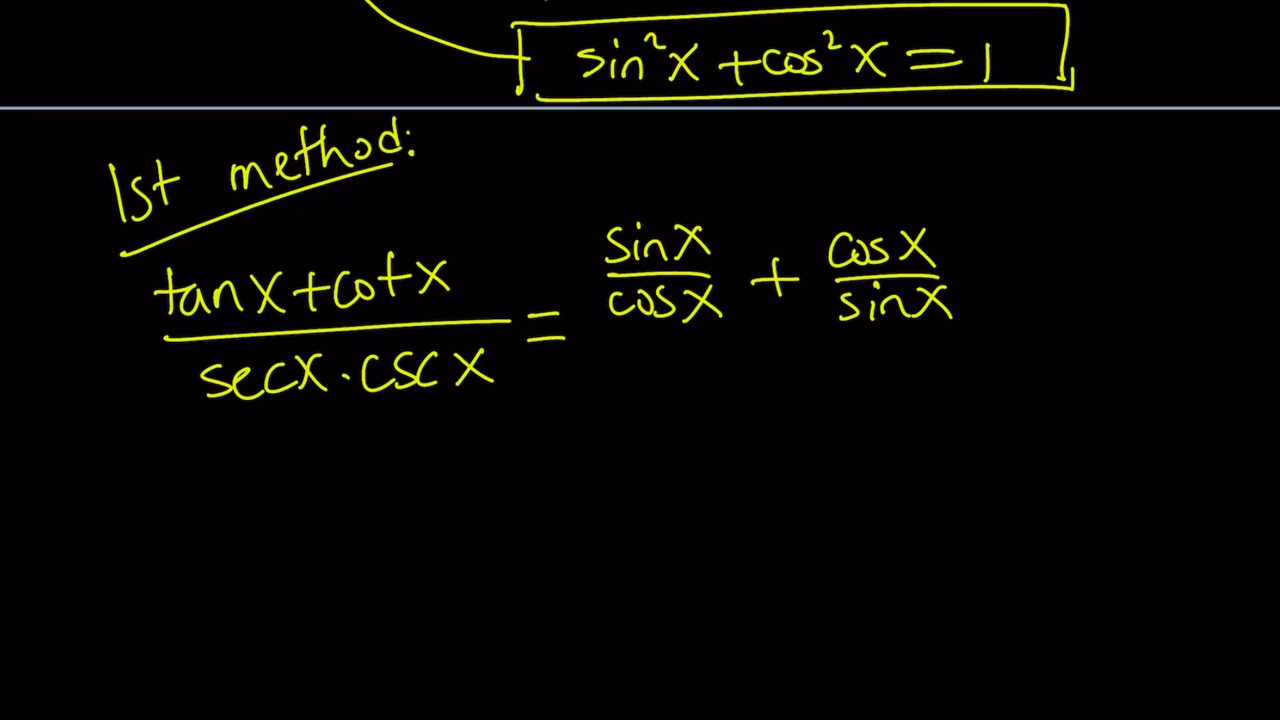 sin²x + cos²x = 1
1st method:
tanx + cotx / secx · cscx = sinx / cosx + cosx / sinx